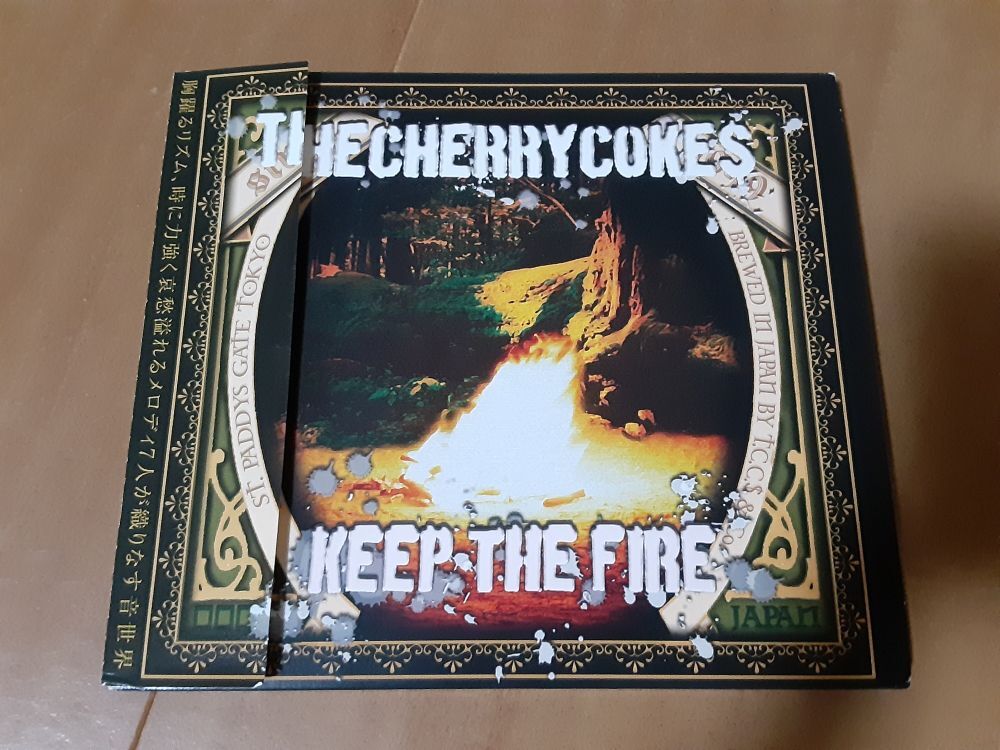 THECHERRYCOKES
胸躍るリズム、時に力強く哀愁溢れるメロディ7人が織りなす音世界
ST. PADDYS GATE TOKYO
BREWED IN JAPAN BY T.C.C.S &
KEEP THE FIRE
JAPAN